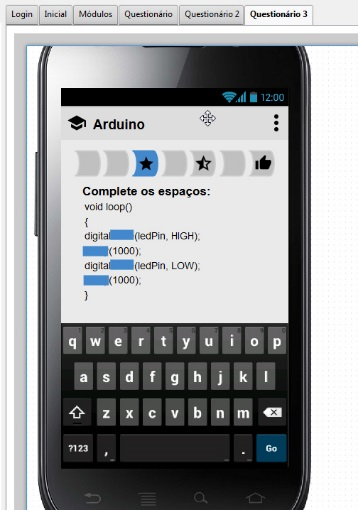 Login Inicial Módulos Questionário Questionário 2 Questionário 3
12:00
Arduino
Complete os espaços:
void loop()
{
digital (ledPin, HIGH);
(1000);
digital (ledPin, LOW);
(1000);
}
q w e r t y u i o p
a s d f g h j k l
z x c v b n m
?123 , . Go